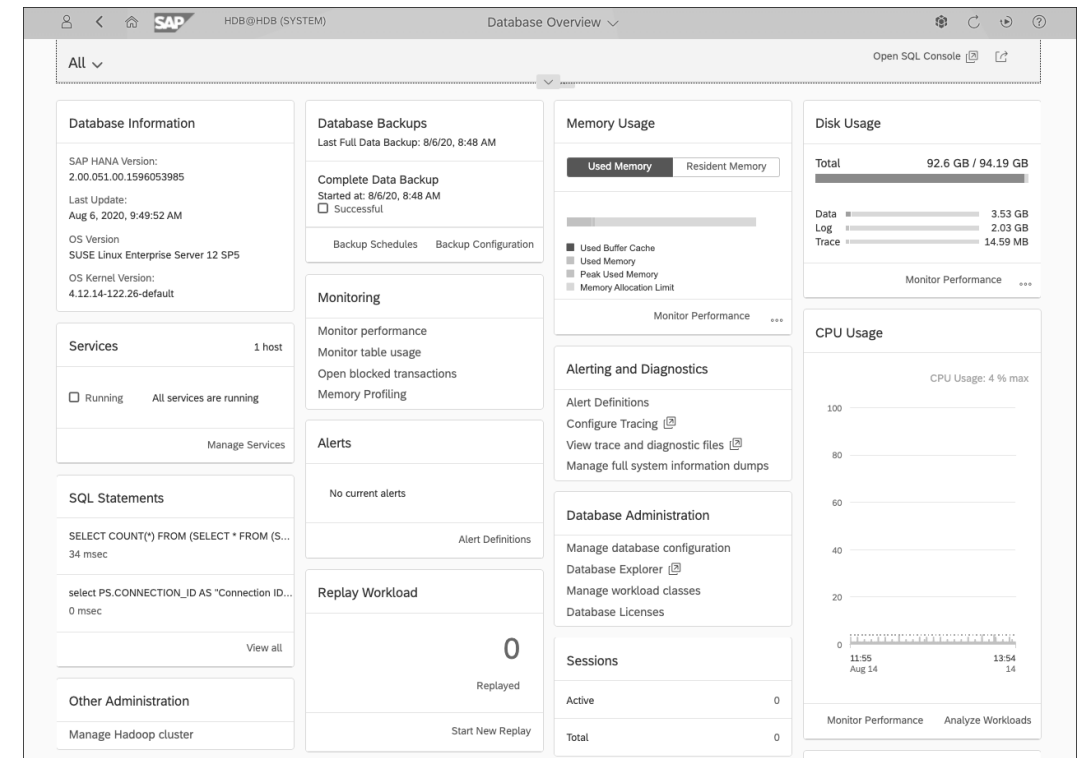 SAP
HDB@HDB (SYSTEM)
Database Overview
All
Open SQL Console
Database Information
SAP HANA Version:
2.00.051.00.1596053985
Last Update:
Aug 6, 2020, 9:49:52 AM
OS Version
SUSE Linux Enterprise Server 12 SP5
OS Kernel Version:
4.12.14-122.26-default
Services 1 host
Running All services are running
Manage Services
SQL Statements
SELECT COUNT(*) FROM (SELECT * FROM (S...
34 msec
select PS.CONNECTION_ID AS "Connection ID...
0 msec
View all
Other Administration
Manage Hadoop cluster
Database Backups
Last Full Data Backup: 8/6/20, 8:48 AM
Complete Data Backup
Started at: 8/6/20, 8:48 AM
Successful
Backup Schedules Backup Configuration
Monitoring
Monitor performance
Monitor table usage
Open blocked transactions
Memory Profiling
Alerts
No current alerts
Alert Definitions
Replay Workload
0
Replayed
Start New Replay
Memory Usage
Used Memory Resident Memory
Used Buffer Cache
Used Memory
Peak Used Memory
Memory Allocation Limit
Monitor Performance
Alerting and Diagnostics
Alert Definitions
Configure Tracing
View trace and diagnostic files
Manage full system information dumps
Database Administration
Manage database configuration
Database Explorer
Manage workload classes
Database Licenses
Sessions
Active 0
Total 0
Disk Usage
Total 92.6 GB / 94.19 GB
Data 3.53 GB
Log 2.03 GB
Trace 14.59 MB
Monitor Performance
CPU Usage
CPU Usage: 4 % max
100
80
60
40
20
0
11:55 13:54
Aug 14 14
Monitor Performance Analyze Workloads